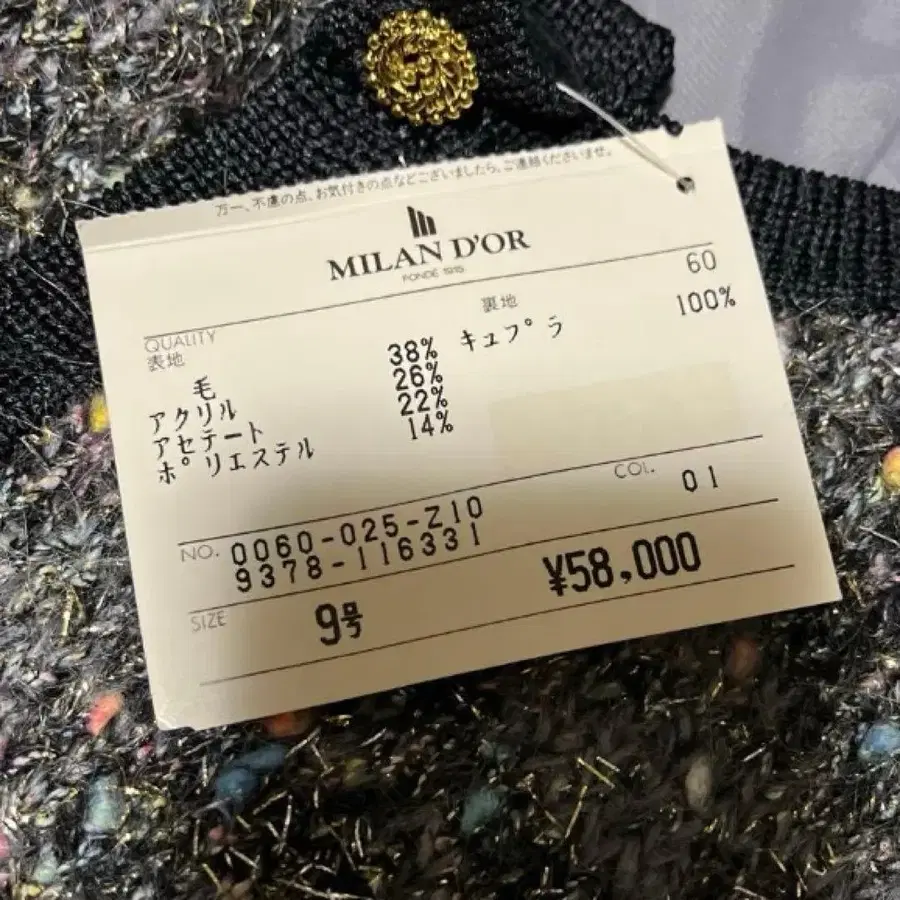 万一、不慮の点、お気付きの点などございましたら、ご連絡くださいませ。
MILAN D'OR
FONDÉ 1915
60
QUALITY
表地 裏地
毛 38% キュプラ 100%
アクリル 26%
アセテート 22%
ポリエステル 14%
COL. 01
NO. 0060-025-Z10
9378-116331
SIZE 9号 ¥58,000